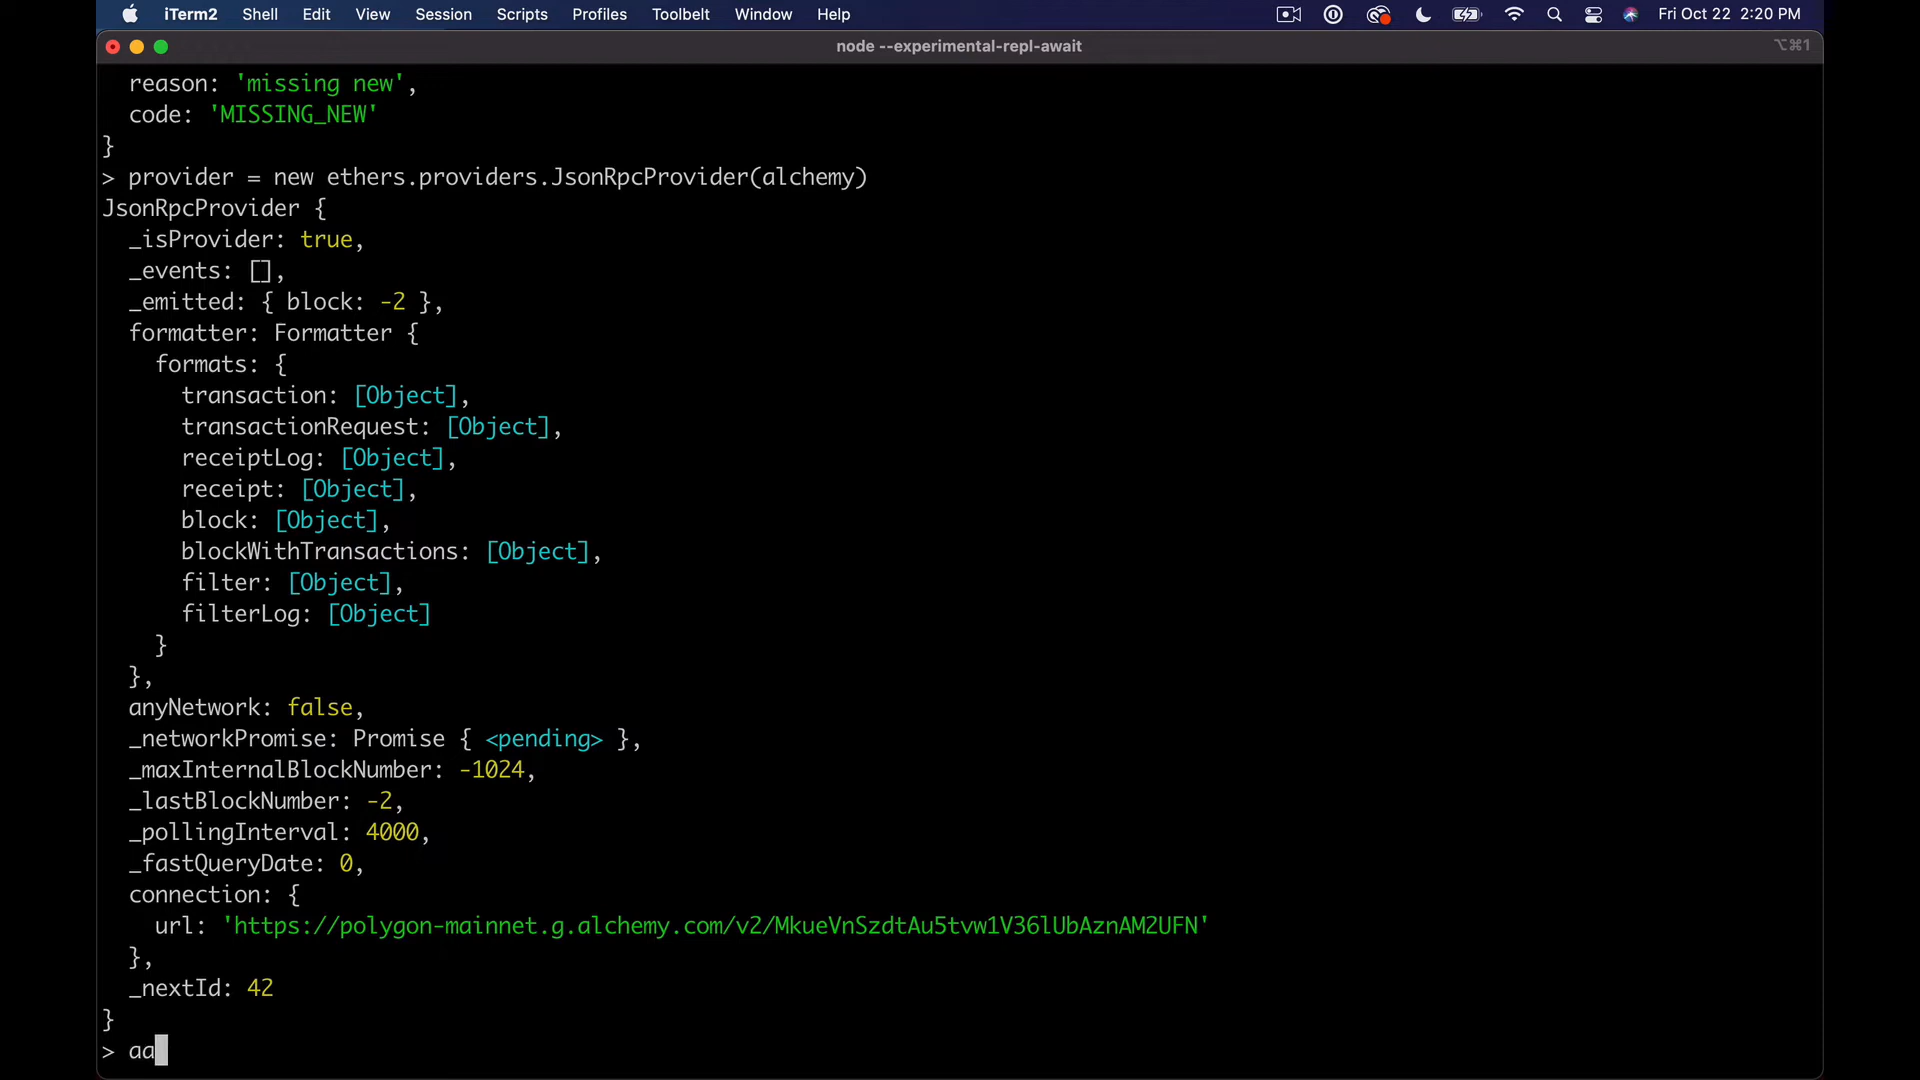 iTerm2 Shell Edit View Session Scripts Profiles Toolbelt Window Help Fri Oct 22 2:20 PM
node --experimental-repl-await ⌥⌘1
reason: 'missing new',
code: 'MISSING_NEW'
}
> provider = new ethers.providers.JsonRpcProvider(alchemy)
JsonRpcProvider {
_isProvider: true,
_events: [],
_emitted: { block: -2 },
formatter: Formatter {
formats: {
transaction: [Object],
transactionRequest: [Object],
receiptLog: [Object],
receipt: [Object],
block: [Object],
blockWithTransactions: [Object],
filter: [Object],
filterLog: [Object]
}
},
anyNetwork: false,
_networkPromise: Promise { <pending> },
_maxInternalBlockNumber: -1024,
_lastBlockNumber: -2,
_pollingInterval: 4000,
_fastQueryDate: 0,
connection: {
url: 'https://polygon-mainnet.g.alchemy.com/v2/MkueVnSzdtAu5tvw1V36lUbAznAM2UFN'
},
_nextId: 42
}
> aa